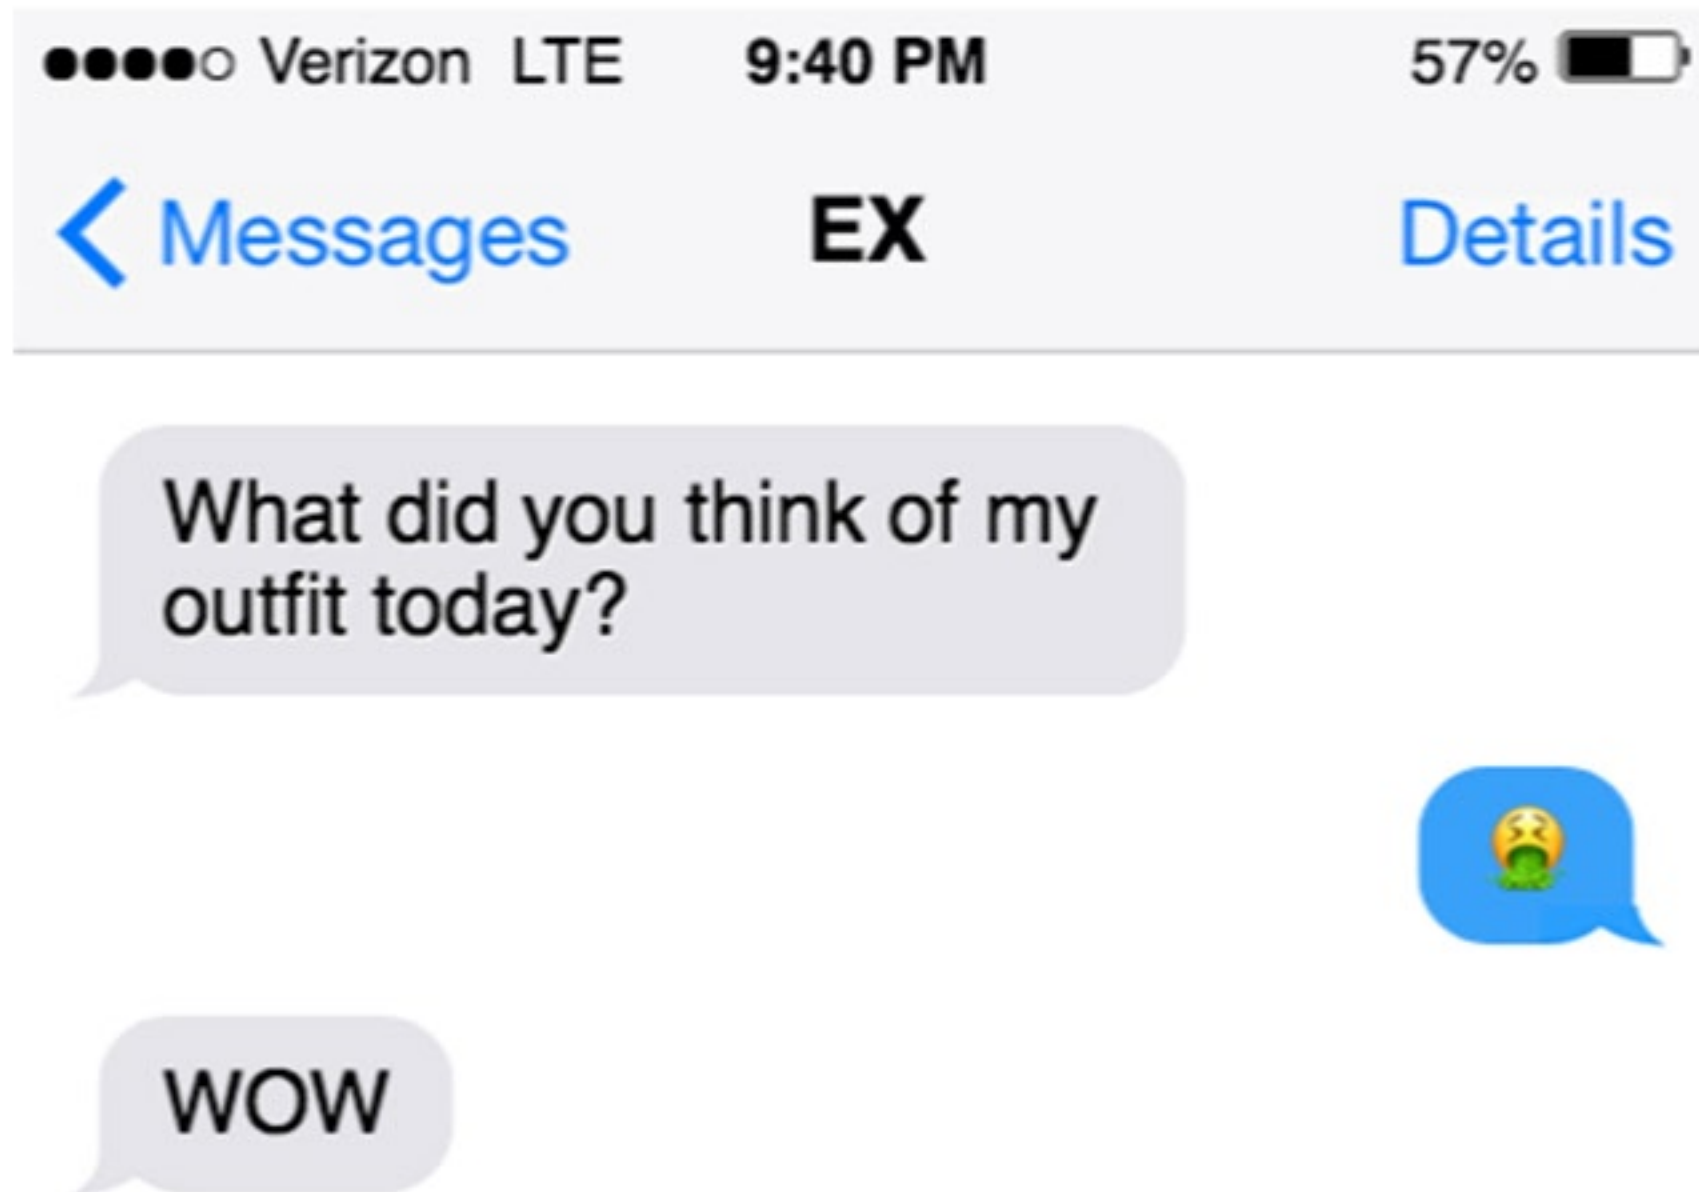 Verizon LTE 9:40 PM 57%
Messages EX Details
What did you think of my
outfit today?
🤮
WOW